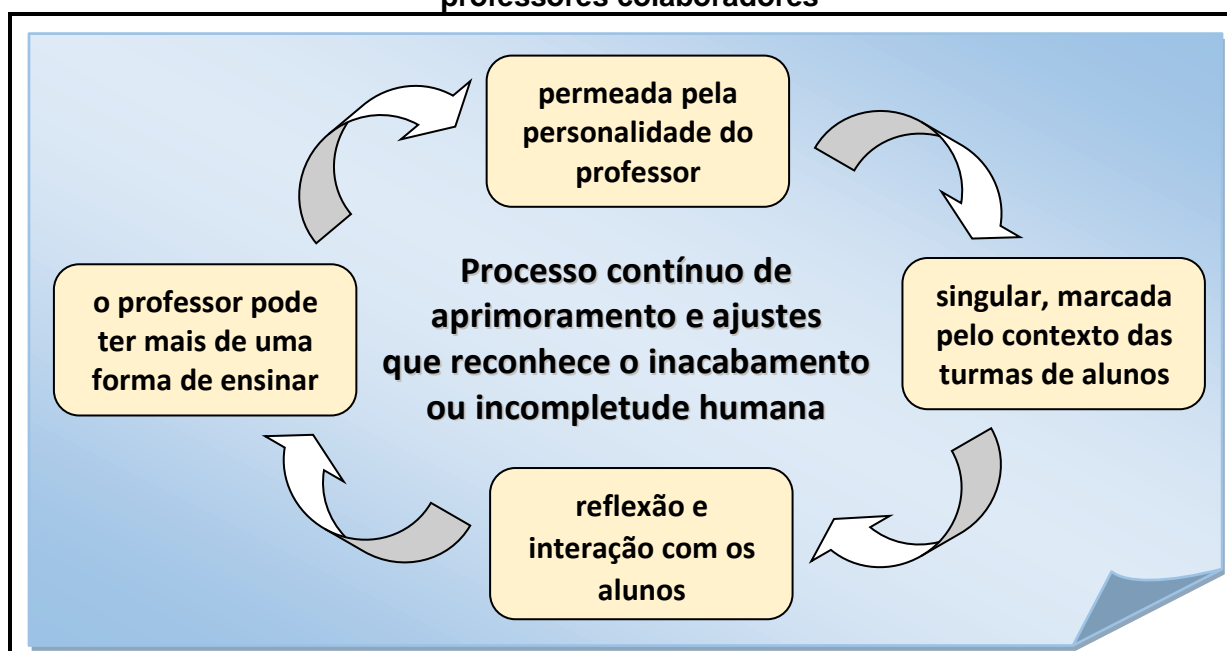 professores colaboradores
permeada pela
personalidade do
professor
singular, marcada
pelo contexto das
turmas de alunos
reflexão e
interação com os
alunos
o professor pode
ter mais de uma
forma de ensinar
Processo contínuo de
aprimoramento e ajustes
que reconhece o inacabamento
ou incompletude humana